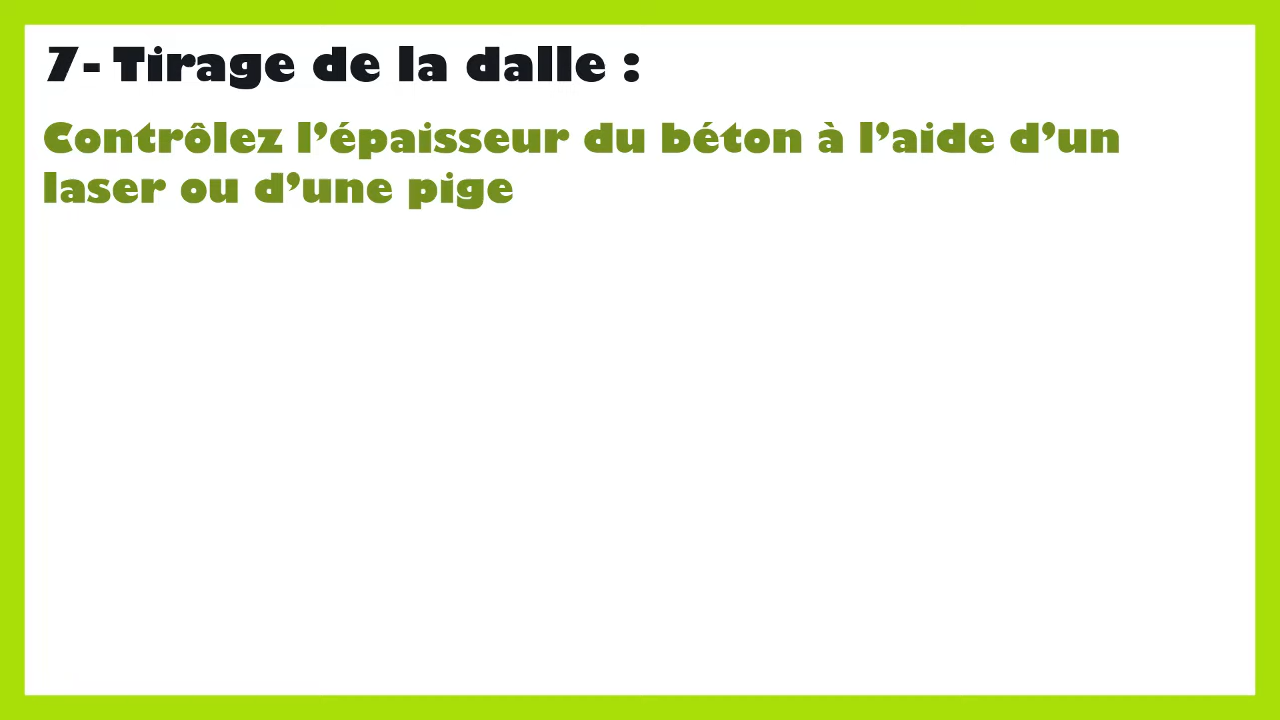 7- Tirage de la dalle :
Contrôlez l’épaisseur du béton à l’aide d’un
laser ou d’une pige